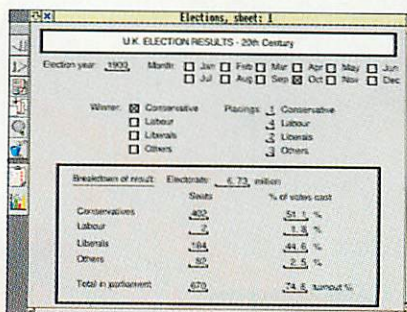 Elections, sheet: 1
U.K. ELECTION RESULTS - 20th Century
Election year: 1900 Month: Jan Feb Mar Apr May Jun
Jul Aug Sep Oct Nov Dec
Winner: Conservative Placings: 1 Conservative
Labour 4 Labour
Liberals 2 Liberals
Others 3 Others
Breakdown of result: Electorate: 6.73 million
Seats % of votes cast
Conservatives 402 51.1 %
Labour 2 1.8 %
Liberals 184 44.6 %
Others 82 2.5 %
Total in parliament 670 74.6 turnout %